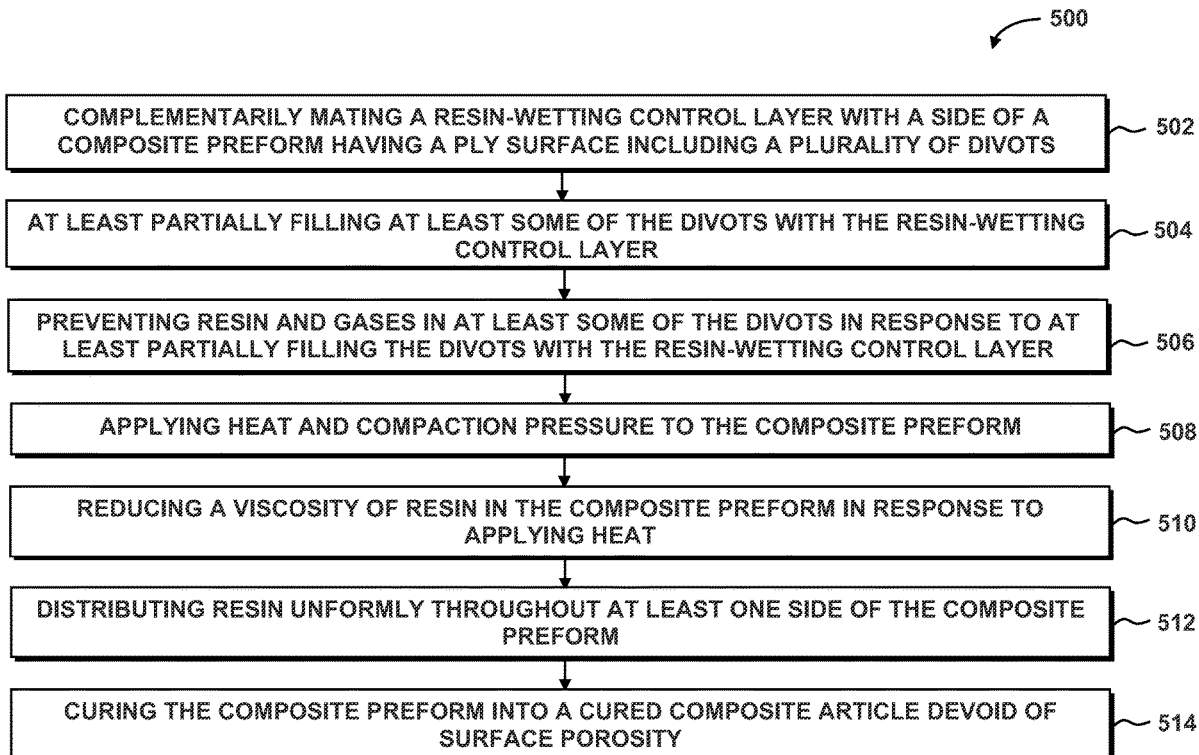 500
COMPLEMENTARILY MATING A RESIN-WETTING CONTROL LAYER WITH A SIDE OF A
COMPOSITE PREFORM HAVING A PLY SURFACE INCLUDING A PLURALITY OF DIVOTS
502
AT LEAST PARTIALLY FILLING AT LEAST SOME OF THE DIVOTS WITH THE RESIN-WETTING
CONTROL LAYER
504
PREVENTING RESIN AND GASES IN AT LEAST SOME OF THE DIVOTS IN RESPONSE TO AT
LEAST PARTIALLY FILLING THE DIVOTS WITH THE RESIN-WETTING CONTROL LAYER
506
APPLYING HEAT AND COMPACTION PRESSURE TO THE COMPOSITE PREFORM
508
REDUCING A VISCOSITY OF RESIN IN THE COMPOSITE PREFORM IN RESPONSE TO
APPLYING HEAT
510
DISTRIBUTING RESIN UNFORMLY THROUGHOUT AT LEAST ONE SIDE OF THE COMPOSITE
PREFORM
512
CURING THE COMPOSITE PREFORM INTO A CURED COMPOSITE ARTICLE DEVOID OF
SURFACE POROSITY
514